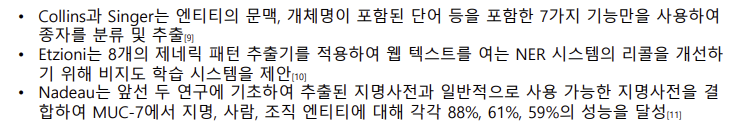 • Collins과 Singer는 엔티티의 문맥, 개체명이 포함된 단어 등을 포함한 7가지 기능만을 사용하여
종자를 분류 및 추출[9]
• Etzioni는 8개의 제네릭 패턴 추출기를 적용하여 웹 텍스트를 여는 NER 시스템의 리콜을 개선하
기 위해 비지도 학습 시스템을 제안[10]
• Nadeau는 앞선 두 연구에 기초하여 추출된 지명사전과 일반적으로 사용 가능한 지명사전을 결
합하여 MUC-7에서 지명, 사람, 조직 엔티티에 대해 각각 88%, 61%, 59%의 성능을 달성[11]